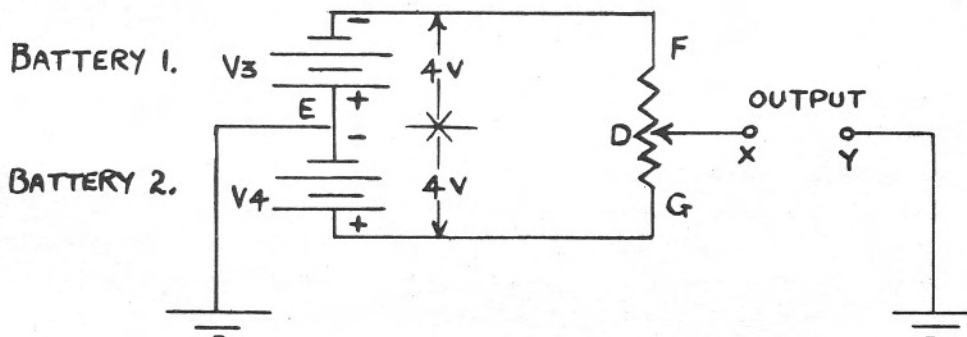 BATTERY 1.
V3
-
+
4V
E
-
BATTERY 2.
V4
+
4V
F
D
G
OUTPUT
X
Y